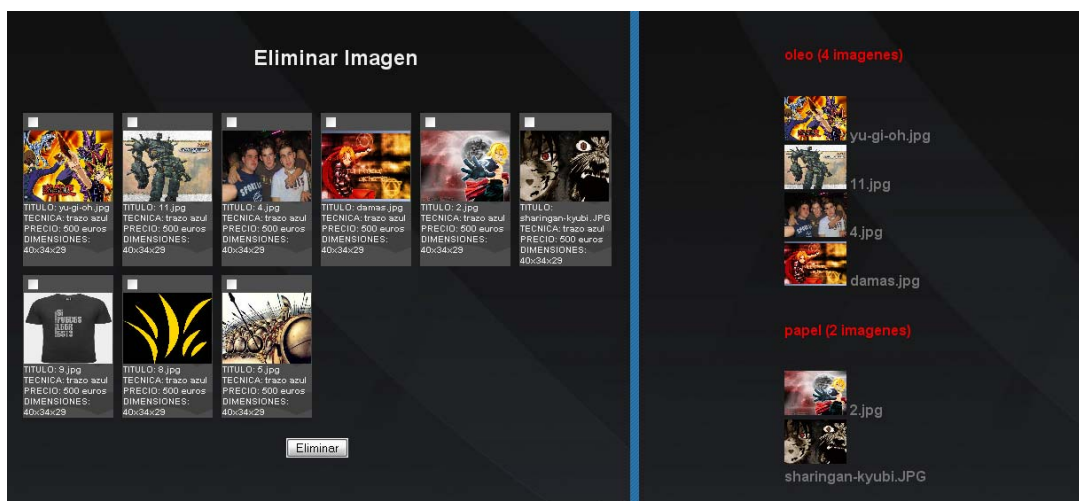 Eliminar Imagen
TITULO: yu-gi-oh.jpg
TECNICA: trazo azul
PRECIO: 500 euros
DIMENSIONES:
40x34x29
TITULO: 11.jpg
TECNICA: trazo azul
PRECIO: 500 euros
DIMENSIONES:
40x34x29
TITULO: 4.jpg
TECNICA: trazo azul
PRECIO: 500 euros
DIMENSIONES:
40x34x29
TITULO: damas.jpg
TECNICA: trazo azul
PRECIO: 500 euros
DIMENSIONES:
40x34x29
TITULO: 2.jpg
TECNICA: trazo azul
PRECIO: 500 euros
DIMENSIONES:
40x34x29
TITULO:
sharingan-kyubi.JPG
TECNICA: trazo azul
PRECIO: 500 euros
DIMENSIONES:
40x34x29
TITULO: 9.jpg
TECNICA: trazo azul
PRECIO: 500 euros
DIMENSIONES:
40x34x29
TITULO: 8.jpg
TECNICA: trazo azul
PRECIO: 500 euros
DIMENSIONES:
40x34x29
TITULO: 5.jpg
TECNICA: trazo azul
PRECIO: 500 euros
DIMENSIONES:
40x34x29
Eliminar
oleo (4 imagenes)
yu-gi-oh.jpg
11.jpg
4.jpg
damas.jpg
papel (2 imagenes)
2.jpg
sharingan-kyubi.JPG